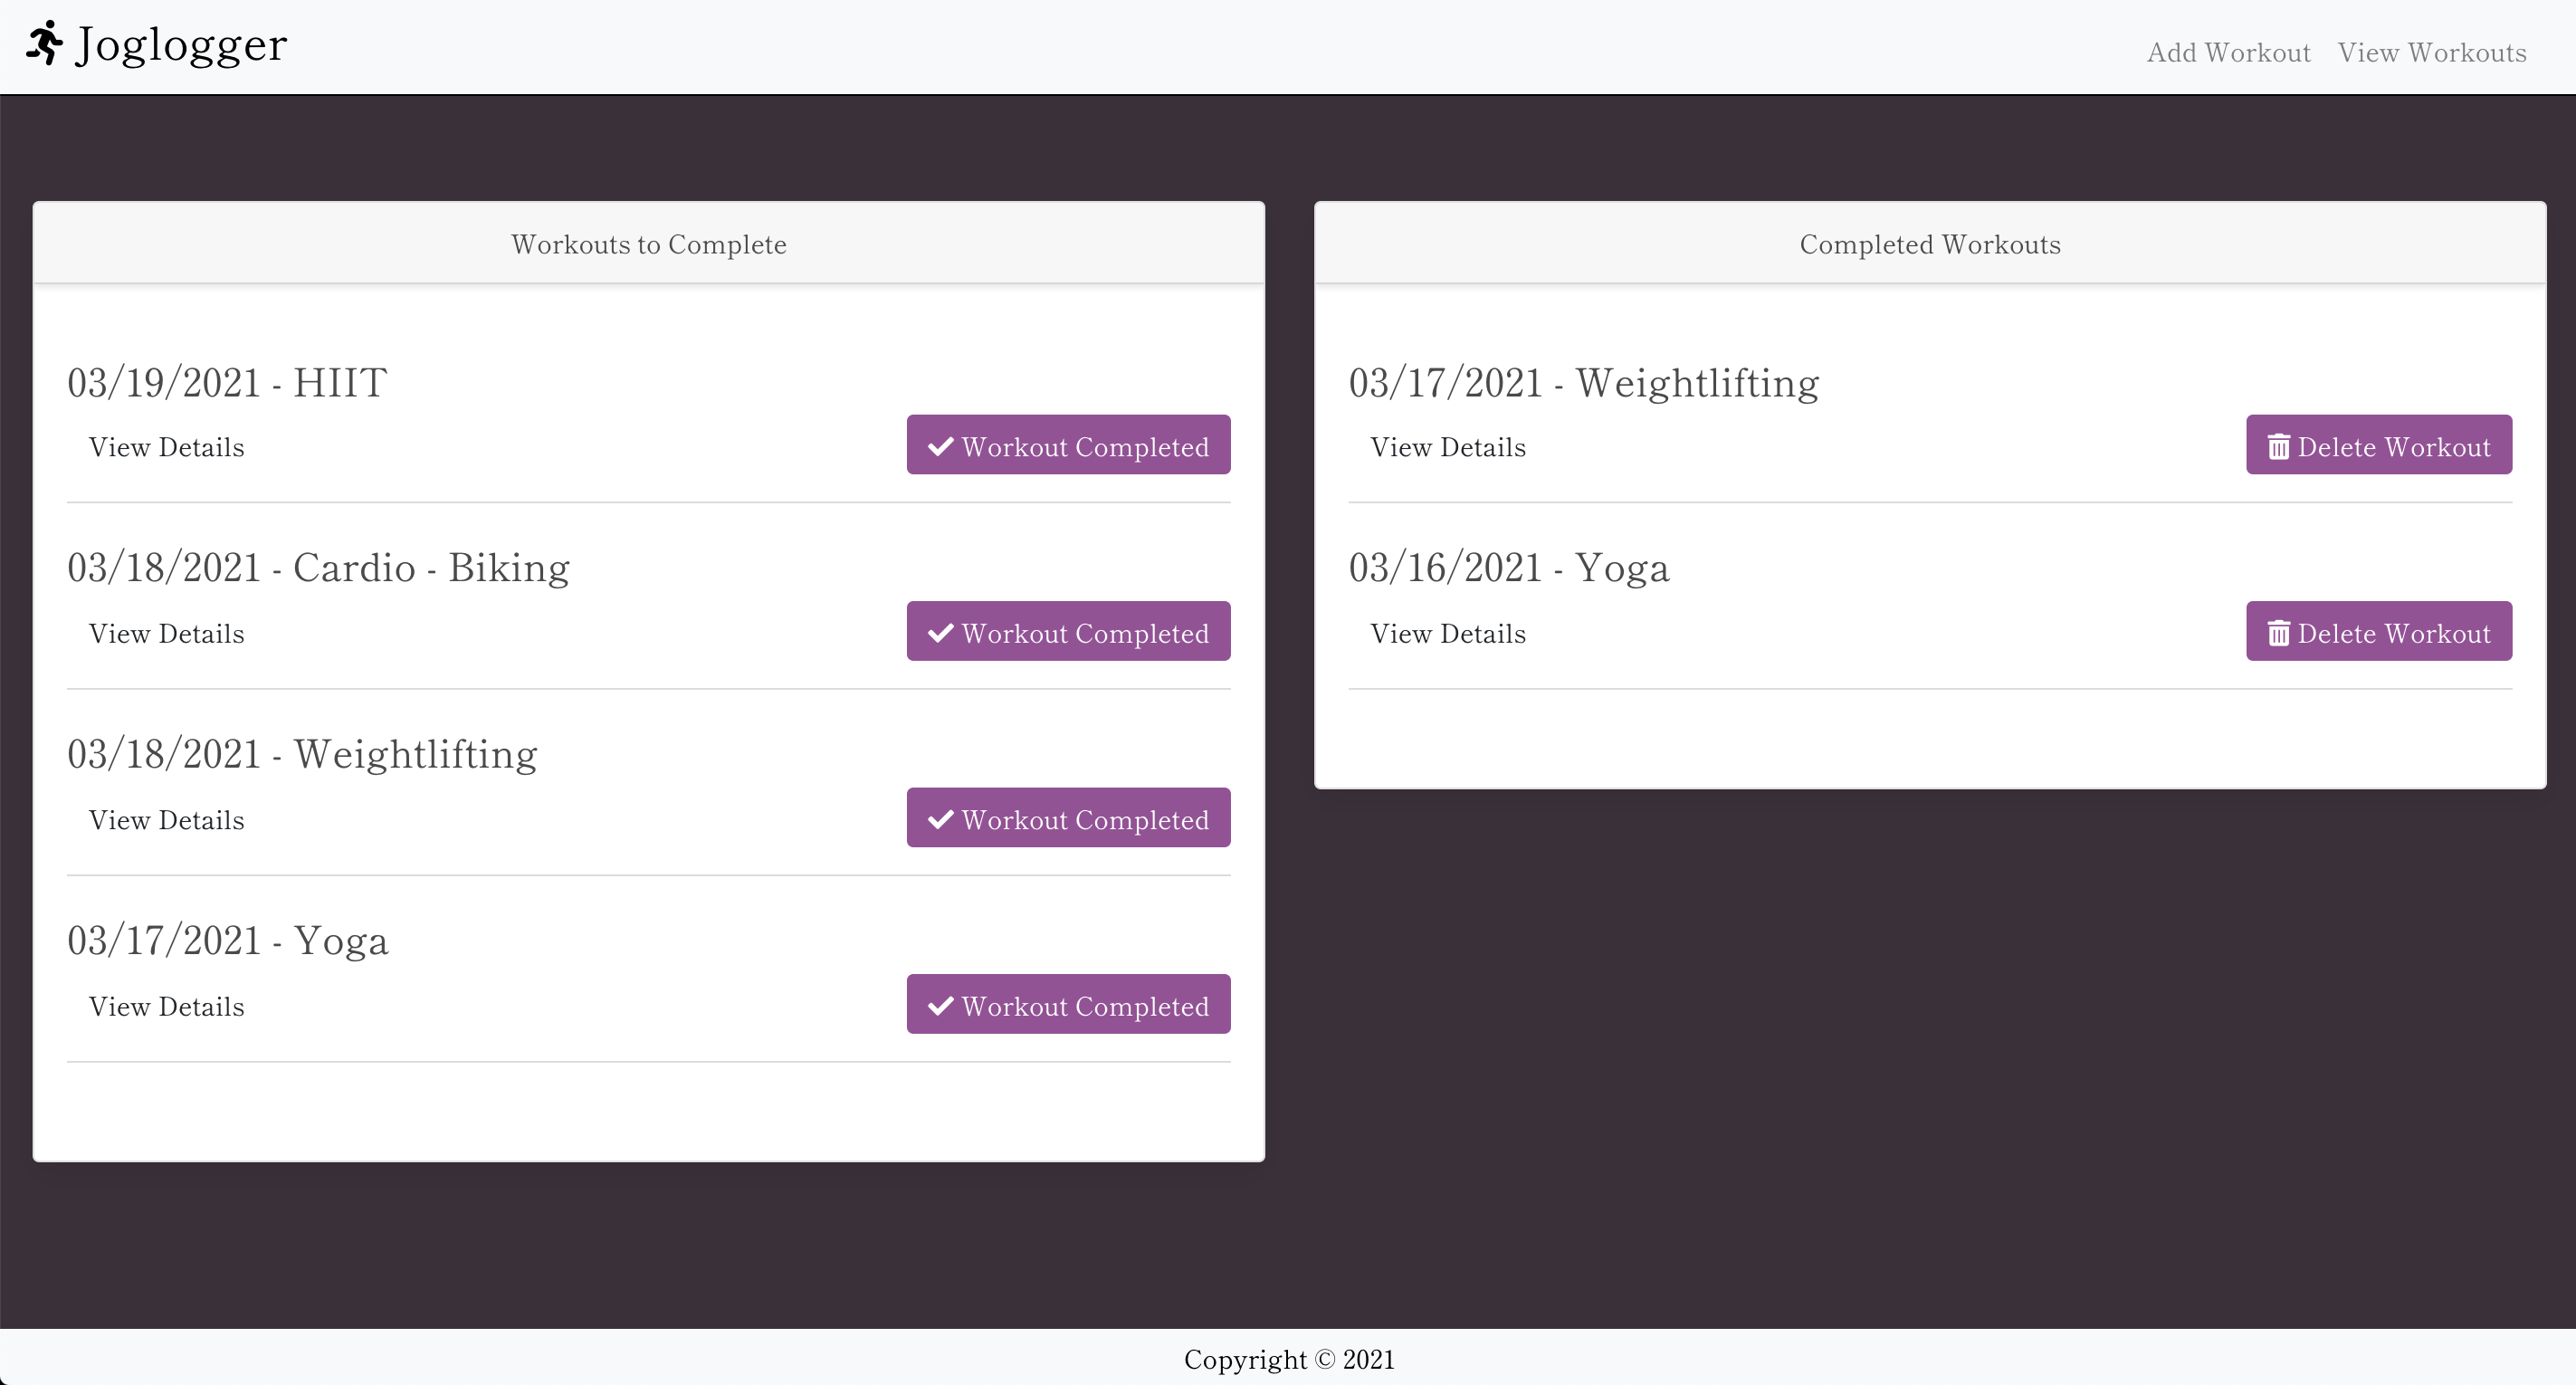 Joglogger
Add Workout View Workouts
Workouts to Complete
03/19/2021 - HIIT
View Details
Workout Completed
03/18/2021 - Cardio - Biking
View Details
Workout Completed
03/18/2021 - Weightlifting
View Details
Workout Completed
03/17/2021 - Yoga
View Details
Workout Completed
Completed Workouts
03/17/2021 - Weightlifting
View Details
Delete Workout
03/16/2021 - Yoga
View Details
Delete Workout
Copyright © 2021